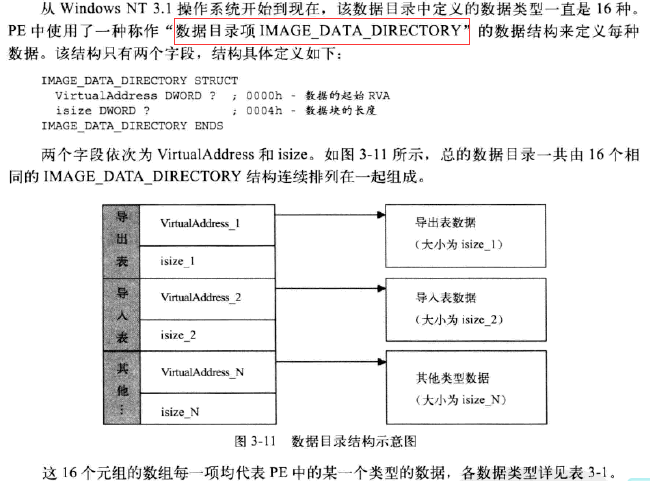 从 Windows NT 3.1 操作系统开始到现在，该数据目录中定义的数据类型一直是 16 种。
PE 中使用了一种称作“数据目录项 IMAGE_DATA_DIRECTORY”的数据结构来定义每种
数据。该结构只有两个字段，结构具体定义如下：
IMAGE_DATA_DIRECTORY STRUCT
VirtualAddress DWORD ? ; 0000h - 数据的起始 RVA
isize DWORD ? ; 0004h - 数据块的长度
IMAGE_DATA_DIRECTORY ENDS
两个字段依次为 VirtualAddress 和 isize。如图 3-11 所示，总的数据目录一共由 16 个相
同的 IMAGE_DATA_DIRECTORY 结构连续排列在一起组成。
导出表
VirtualAddress_1
isize_1
导出表数据
（大小为 isize_1）
导入表
VirtualAddress_2
isize_2
导入表数据
（大小为 isize_2）
其他…
VirtualAddress_N
isize_N
其他类型数据
（大小为 isize_N）
图 3-11 数据目录结构示意图
这 16 个元组的数组每一项均代表 PE 中的某一个类型的数据，各数据类型详见表 3-1。